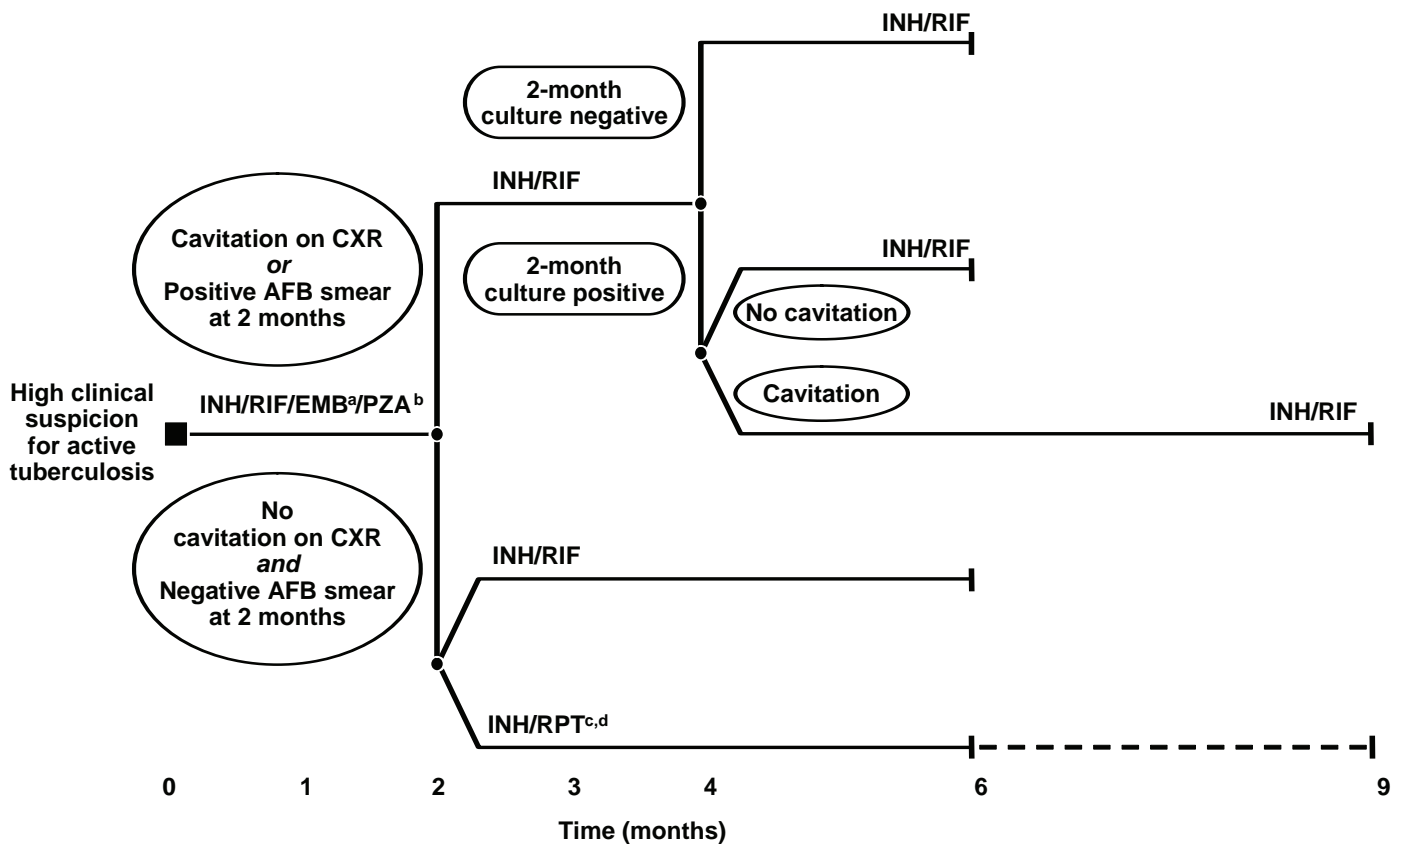 INH/RIF
2-month
culture negative
INH/RIF
Cavitation on CXR
or
Positive AFB smear
at 2 months
2-month
culture positive
INH/RIF
No cavitation
Cavitation
High clinical
suspicion
for active
tuberculosis
INH/RIF/EMBᵃ/PZAᵇ
INH/RIF
No
cavitation on CXR
and
Negative AFB smear
at 2 months
INH/RIF
INH/RPTᶜ,ᵈ
0 1 2 3 4 6 9
Time (months)